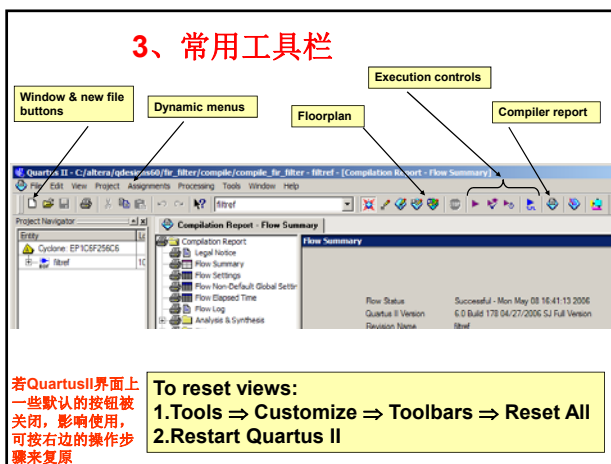 3、常用工具栏
Execution controls
Window & new file
buttons
Dynamic menus
Floorplan
Compiler report
Quartus II - C:/altera/qdesigns60/fir_filter/compile/compile_fir_filter - filtref - [Compilation Report - Flow Summary]
File Edit View Project Assignments Processing Tools Window Help
filtref
Project Navigator
Compilation Report - Flow Summary
Entity
Cyclone: EP1C6F256C6
filtref
Compilation Report
Legal Notice
Flow Summary
Flow Settings
Flow Non-Default Global Settin
Flow Elapsed Time
Flow Log
Analysis & Synthesis
Flow Summary
Flow Status Successful - Mon May 08 16:41:13 2006
Quartus II Version 6.0 Build 178 04/27/2006 SJ Full Version
Revision Name filtref
若QuartusII界面上
一些默认的按钮被
关闭，影响使用，
可按右边的操作步
骤来复原
To reset views:
1.Tools ⇒ Customize ⇒ Toolbars ⇒ Reset All
2.Restart Quartus II